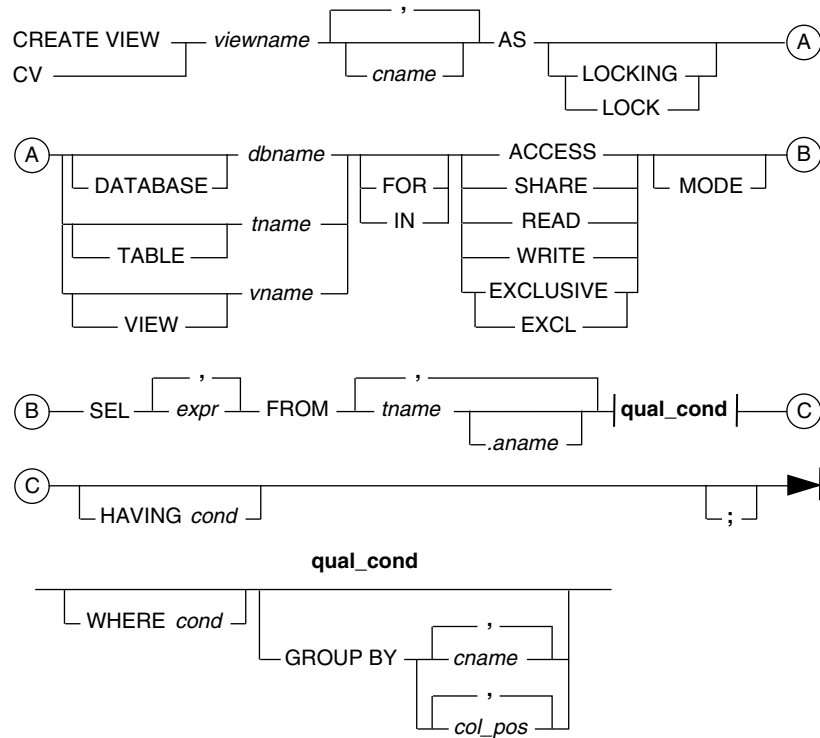 ,
CREATE VIEW viewname AS A
CV cname LOCKING
LOCK
A dbname ACCESS B
DATABASE FOR SHARE MODE
IN
tname READ
TABLE WRITE
vname EXCLUSIVE
VIEW EXCL
, ,
B SEL expr FROM tname qual_cond C
.aname
C
HAVING cond ;
qual_cond
WHERE cond
,
GROUP BY cname
,
col_pos